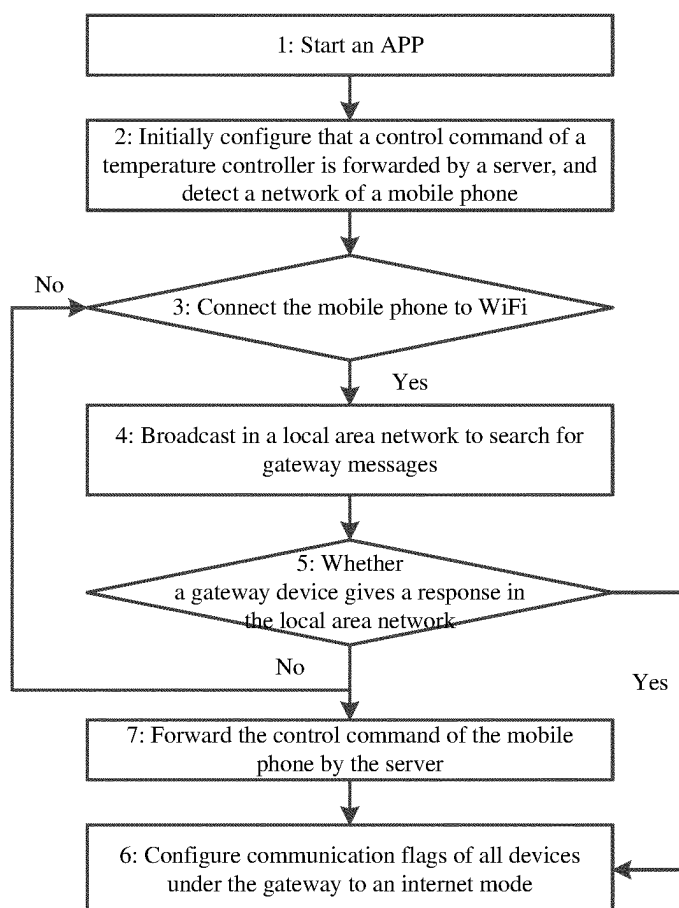 1: Start an APP
2: Initially configure that a control command of a
temperature controller is forwarded by a server, and
detect a network of a mobile phone
No
3: Connect the mobile phone to WiFi
Yes
4: Broadcast in a local area network to search for
gateway messages
5: Whether
a gateway device gives a response in
the local area network
No
Yes
7: Forward the control command of the mobile
phone by the server
6: Configure communication flags of all devices
under the gateway to an internet mode